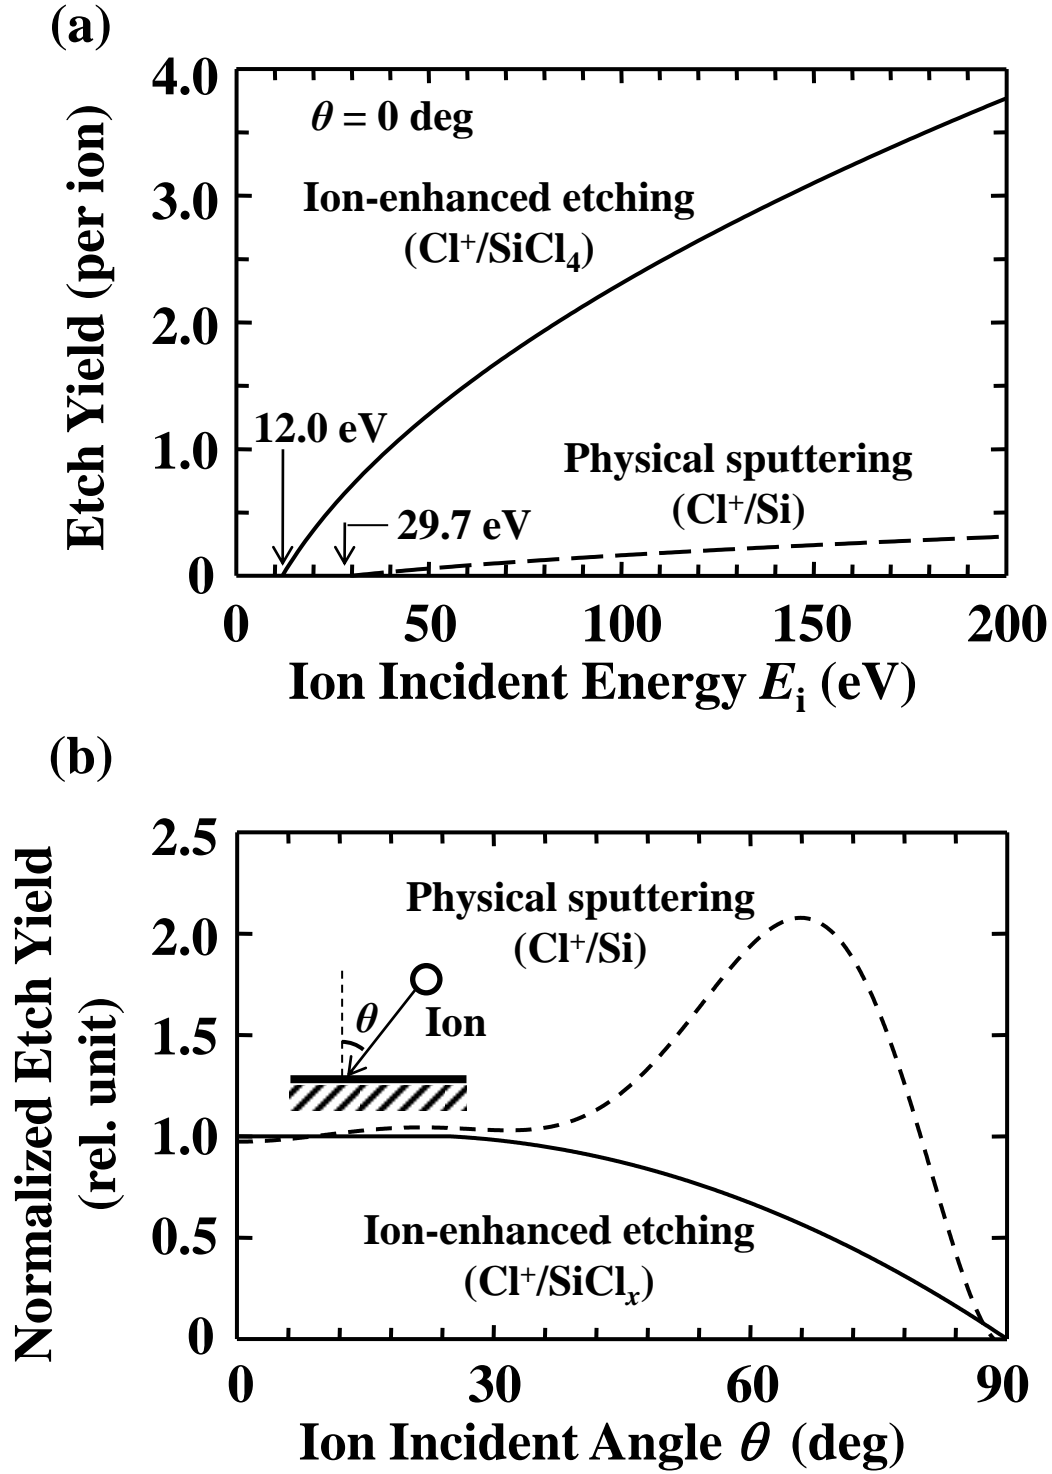 (a)
4.0
3.0
2.0
1.0
0
Etch Yield (per ion)
θ = 0 deg
Ion-enhanced etching
(Cl⁺/SiCl₄)
12.0 eV
29.7 eV
Physical sputtering
(Cl⁺/Si)
0 50 100 150 200
Ion Incident Energy Eᵢ (eV)
(b)
2.5
2.0
1.5
1.0
0.5
0
Normalized Etch Yield
(rel. unit)
Physical sputtering
(Cl⁺/Si)
θ
Ion
Ion-enhanced etching
(Cl⁺/SiClₓ)
0 30 60 90
Ion Incident Angle θ (deg)